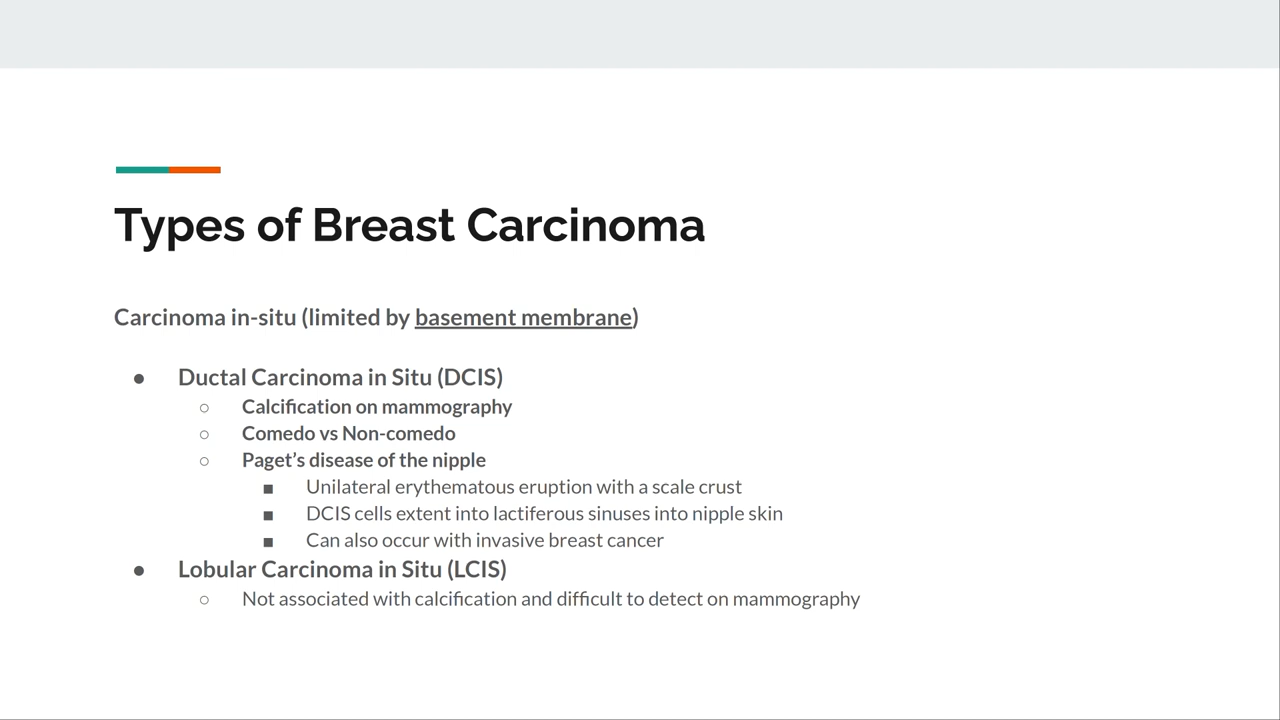 Types of Breast Carcinoma
Carcinoma in-situ (limited by basement membrane)
● Ductal Carcinoma in Situ (DCIS)
○ Calcification on mammography
○ Comedo vs Non-comedo
○ Paget’s disease of the nipple
■ Unilateral erythematous eruption with a scale crust
■ DCIS cells extent into lactiferous sinuses into nipple skin
■ Can also occur with invasive breast cancer
● Lobular Carcinoma in Situ (LCIS)
○ Not associated with calcification and difficult to detect on mammography